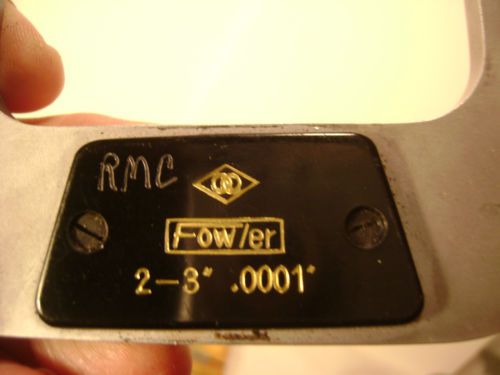 RMC
Fowler
2-3" .0001"